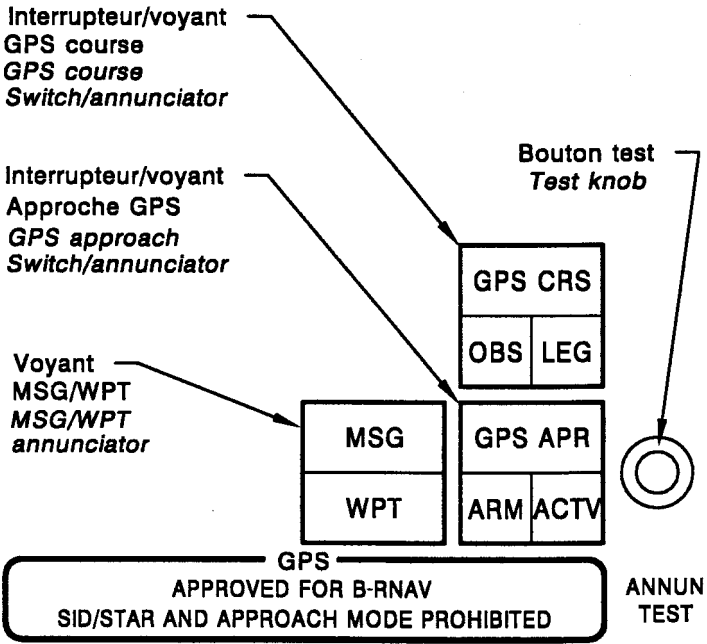 Interrupteur/voyant
GPS course
GPS course
Switch/annunciator
Bouton test
Test knob
Interrupteur/voyant
Approche GPS
GPS approach
Switch/annunciator
GPS CRS
OBS LEG
Voyant
MSG/WPT
MSG/WPT
annunciator
MSG
WPT
GPS APR
ARM ACTV
GPS
APPROVED FOR B-RNAV
SID/STAR AND APPROACH MODE PROHIBITED
ANNUN
TEST